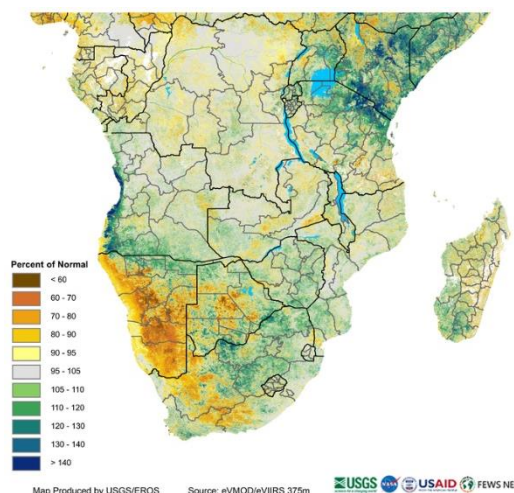 Percent of Normal
< 60
60 - 70
70 - 80
80 - 90
90 - 95
95 - 105
105 - 110
110 - 120
120 - 130
130 - 140
> 140
Map Produced by USGS/EROS Source: eVMOD/eVIIRS 375m USGS NASA USAID FEWS NE